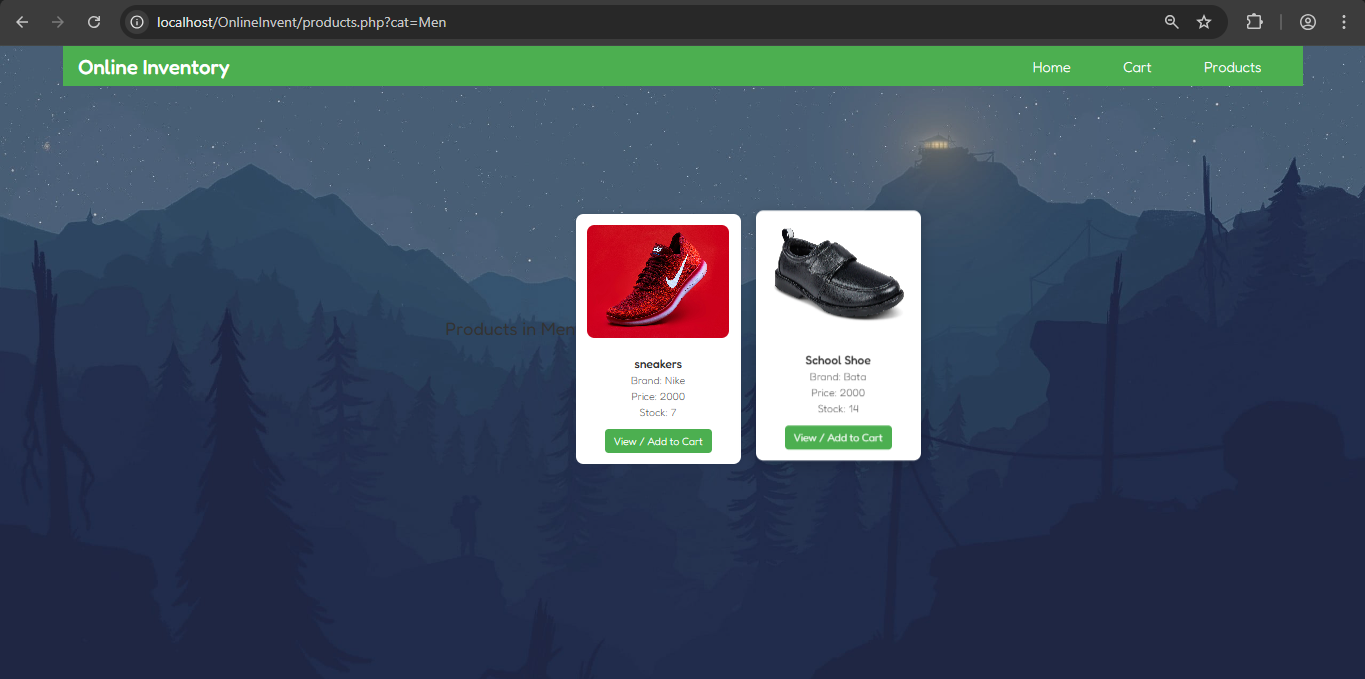 localhost/OnlineInvent/products.php?cat=Men
Online Inventory
Home
Cart
Products
Products in Men
sneakers
Brand: Nike
Price: 2000
Stock: 7
View / Add to Cart
School Shoe
Brand: Bata
Price: 2000
Stock: 14
View / Add to Cart